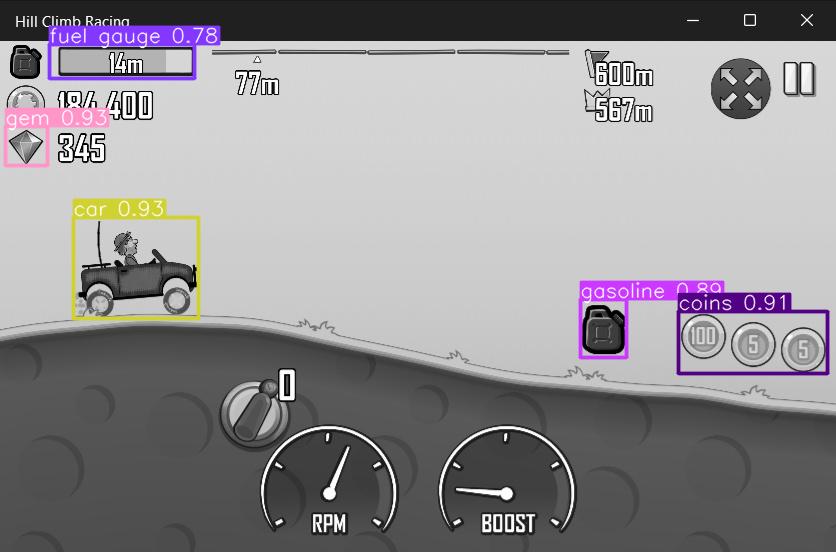 Hill Climb Racing
fuel gauge 0.78
14m
77m
600m
567m
184,400
gem 0.93
345
car 0.93
gasoline 0.89
coins 0.91
100
5
5
0
RPM
BOOST